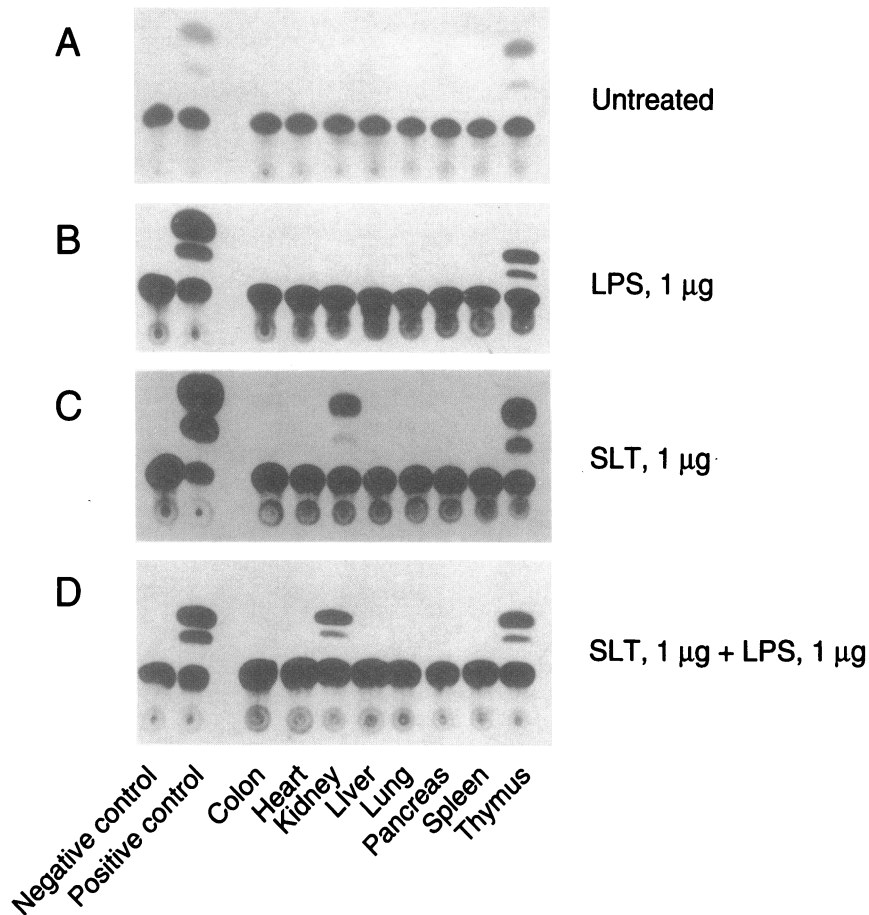 A
Untreated
B
LPS, 1 μg
C
SLT, 1 μg
D
SLT, 1 μg + LPS, 1 μg
Negative control
Positive control
Colon
Heart
Kidney
LIver
Lung
Pancreas
Spleen
Thymus